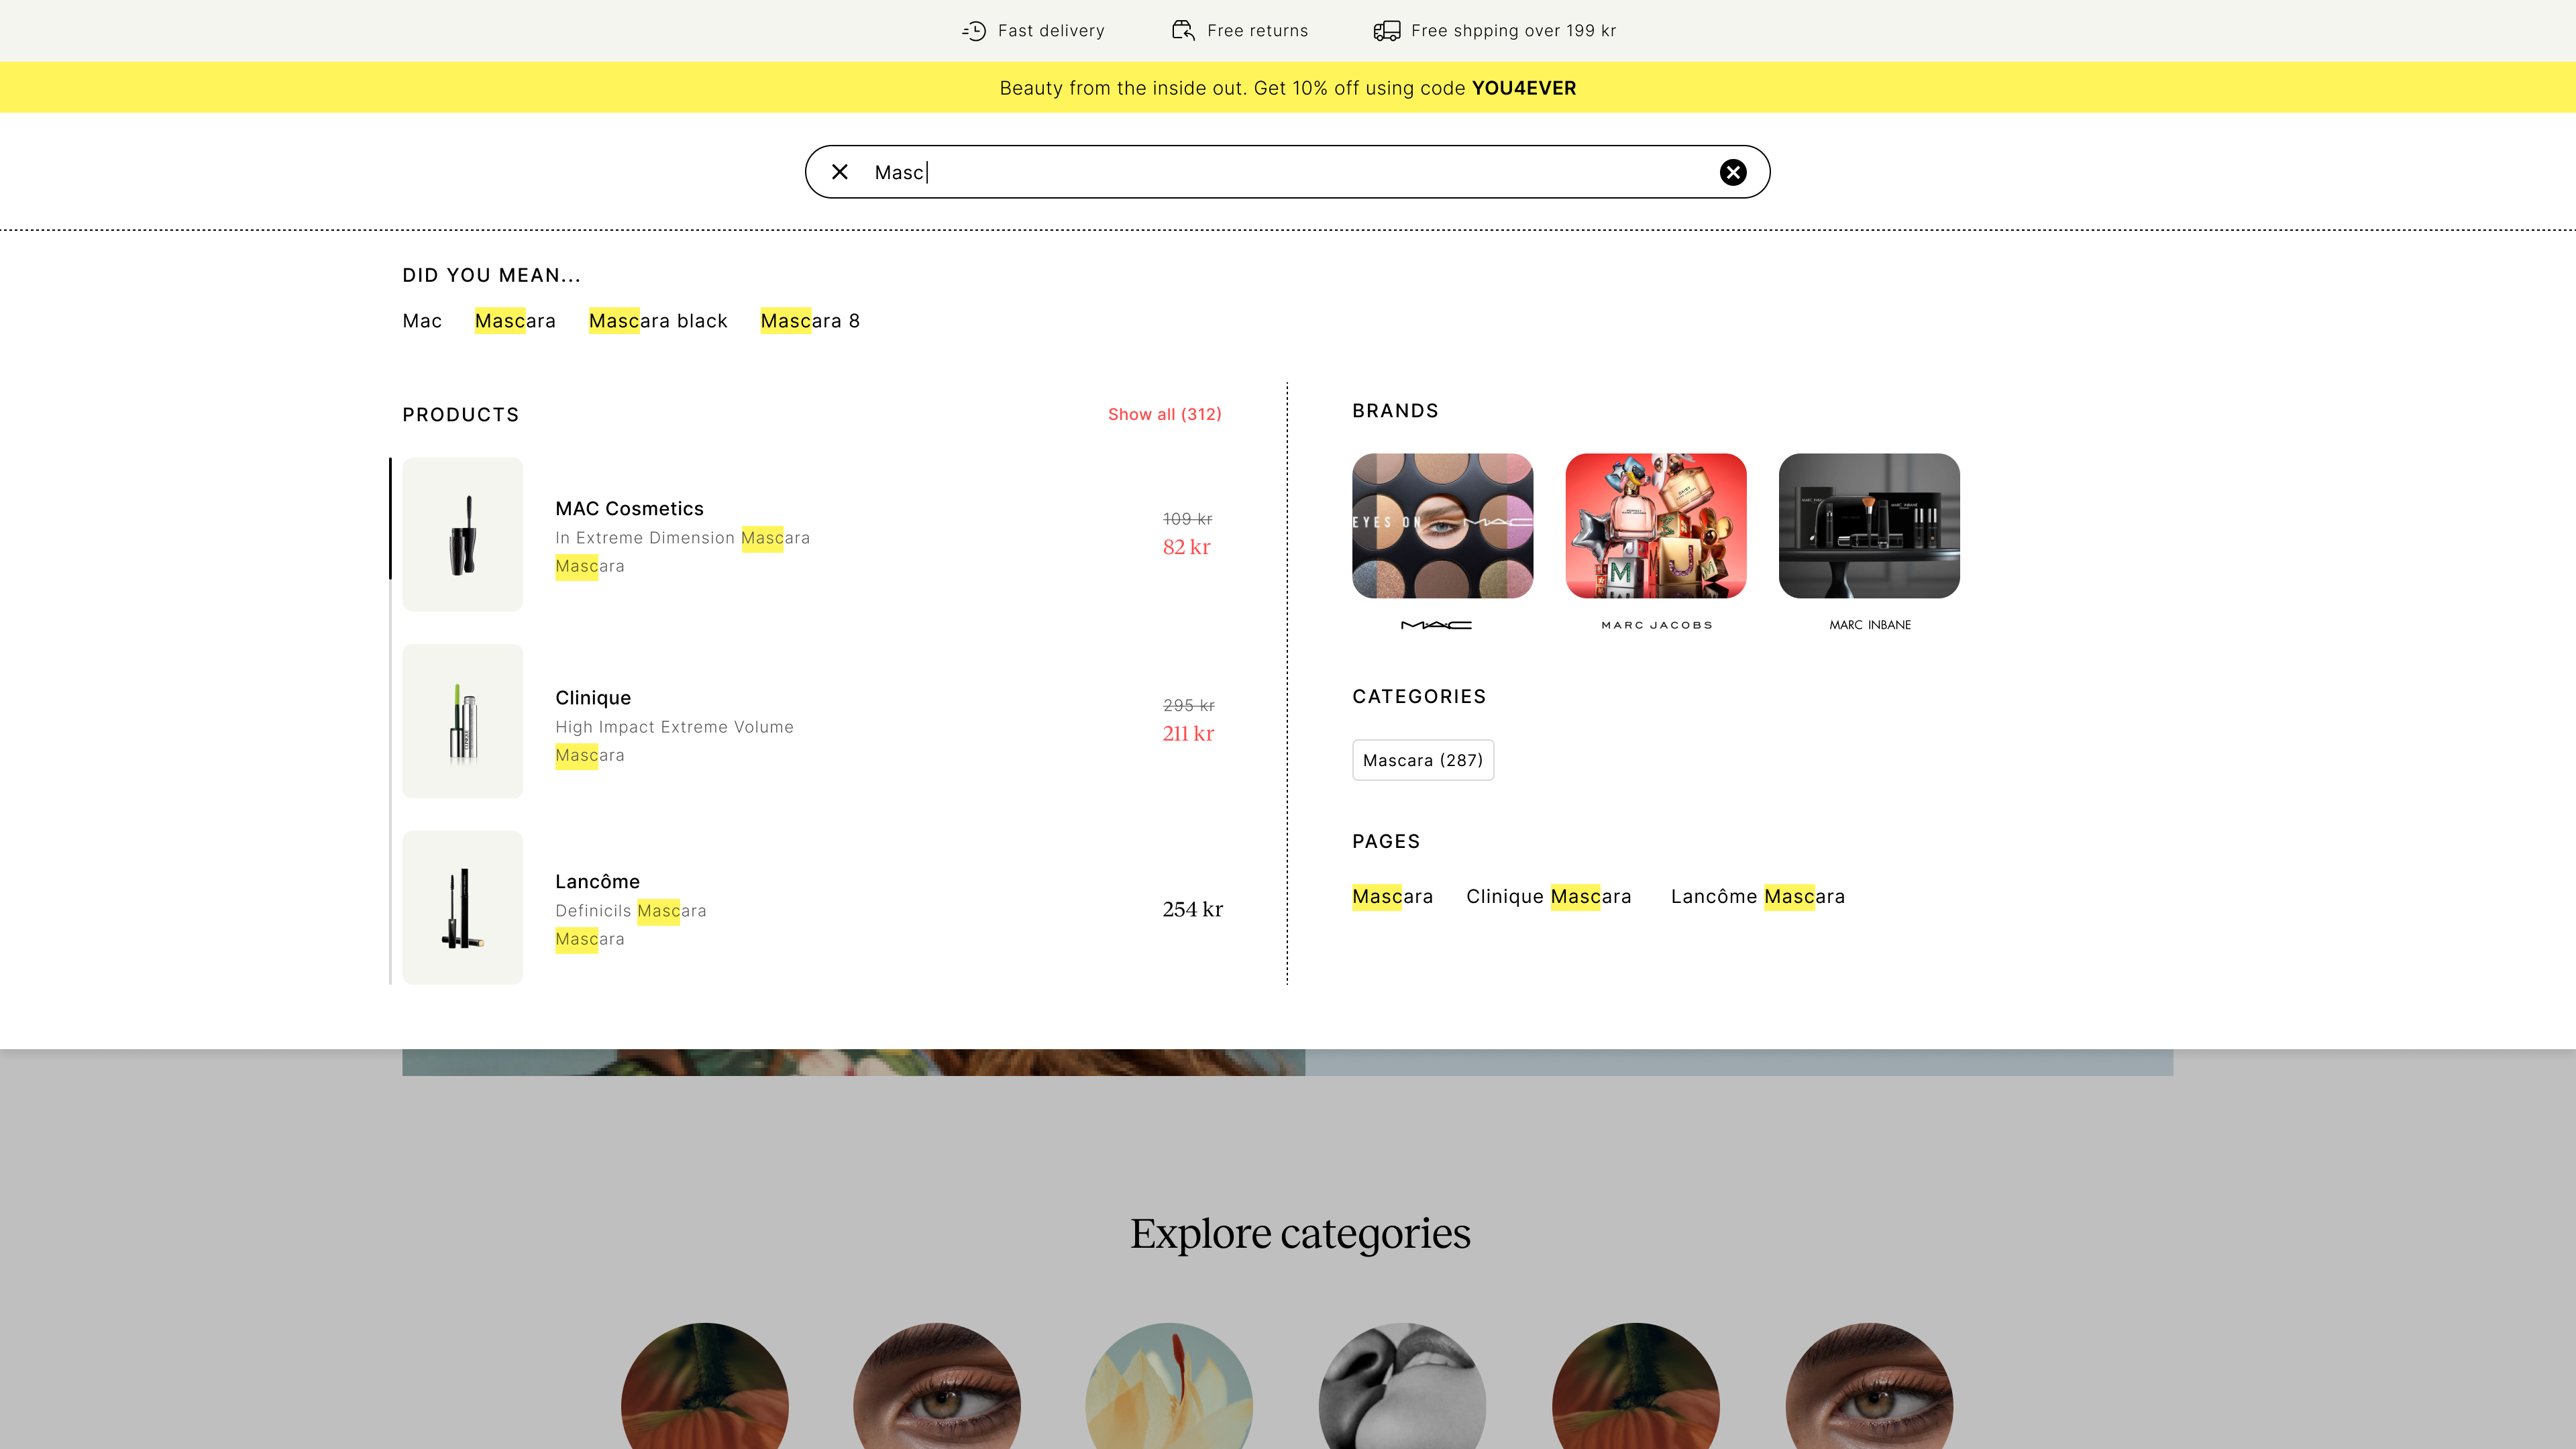 Fast delivery
Free returns
Free shpping over 199 kr
Beauty from the inside out. Get 10% off using code YOU4EVER
Masc
DID YOU MEAN...
Mac Mascara Mascara black Mascara 8
PRODUCTS
Show all (312)
MAC Cosmetics
In Extreme Dimension Mascara
Mascara
109 kr
82 kr
Clinique
High Impact Extreme Volume
Mascara
295 kr
211 kr
Lancôme
Definicils Mascara
Mascara
254 kr
BRANDS
EYES ON MAC
MAC
MARC JACOBS
MARC INBANE
CATEGORIES
Mascara (287)
PAGES
Mascara Clinique Mascara Lancôme Mascara
Explore categories